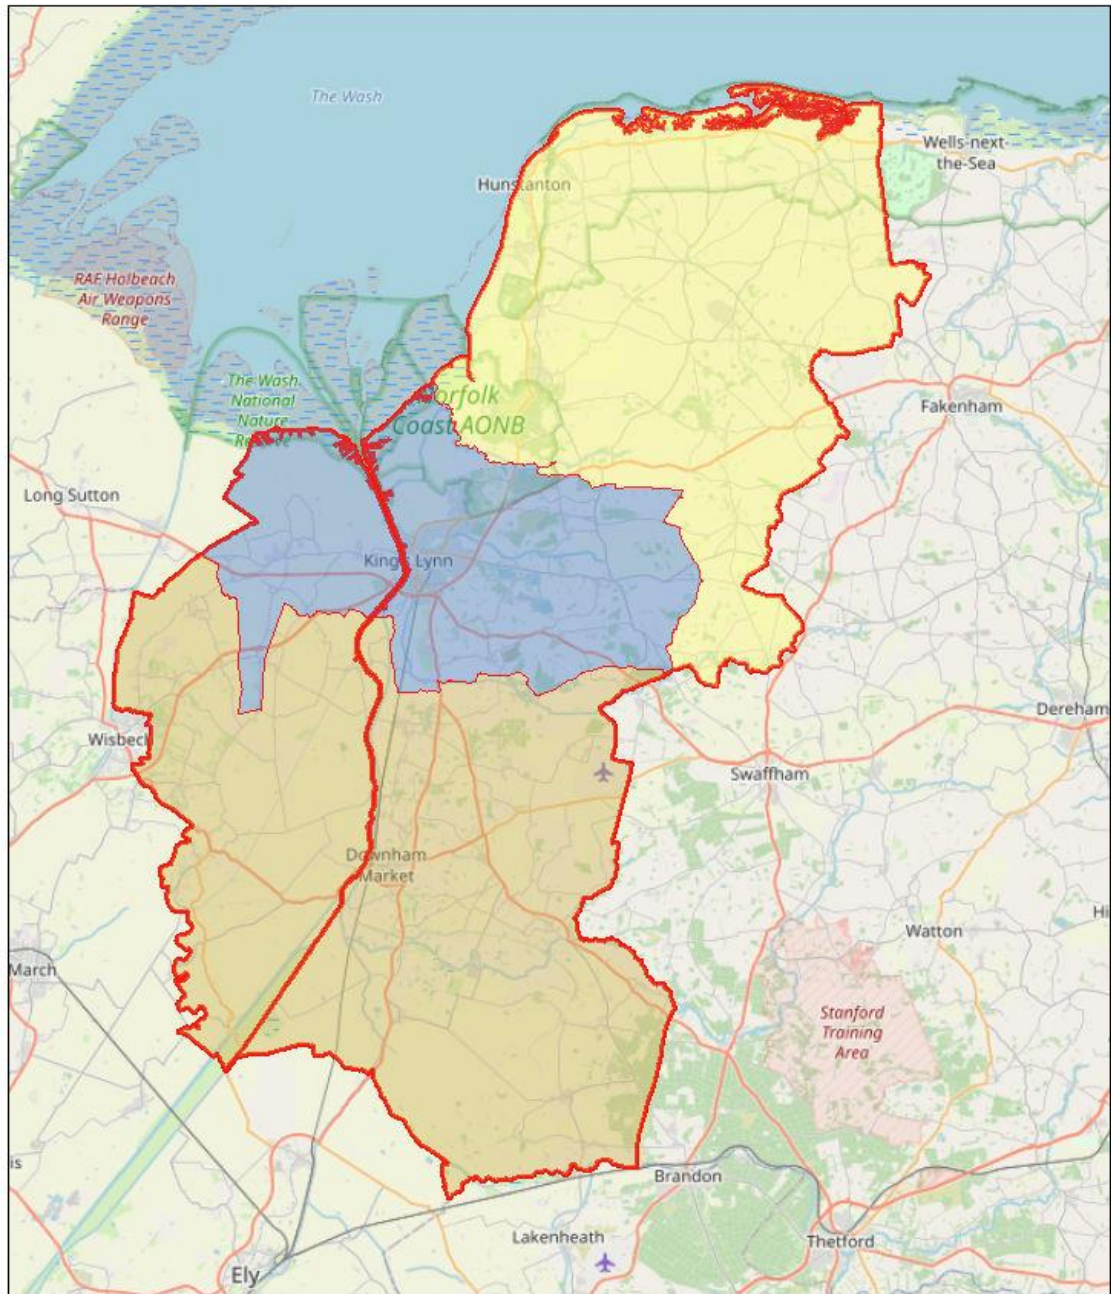 The Wash
Wells-next-
the-Sea
Hunstanton
RAF Holbeach
Air Weapons
Range
The Wash
National
Nature
Norfolk
Coast AONB
Fakenham
Long Sutton
King's Lynn
Dereham
Wisbech
Swaffham
Downham
Market
Watton
Hi
March
Stanford
Training
Area
is
Brandon
Lakenheath
Thetford
Ely